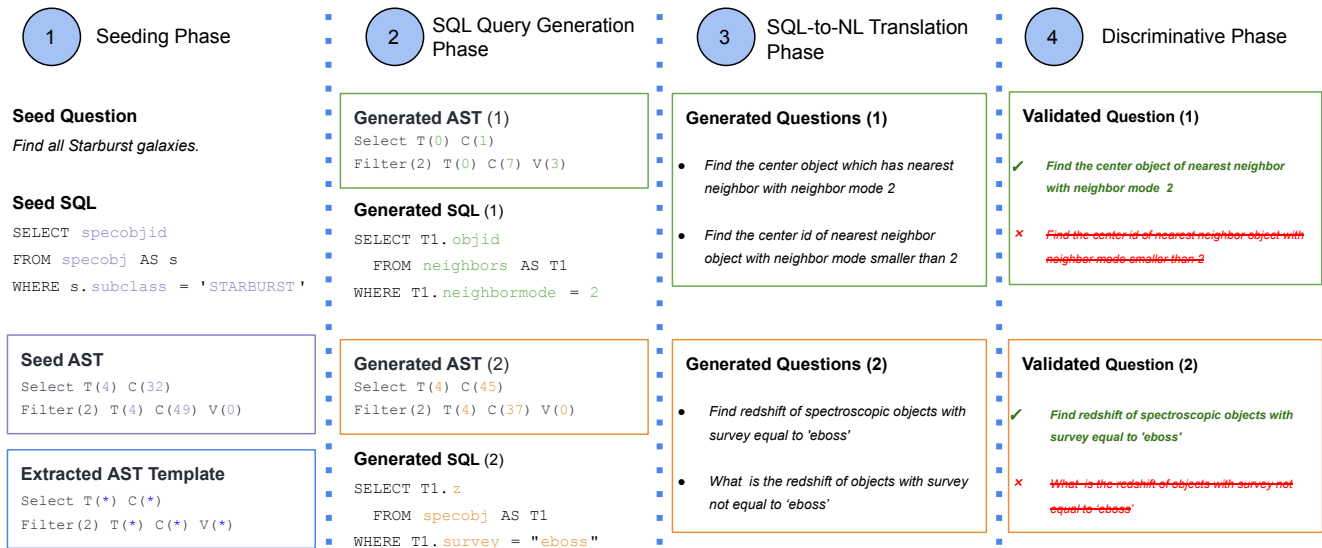 1
Seeding Phase
Seed Question
Find all Starburst galaxies.
Seed SQL
SELECT specobjid
FROM specobj AS s
WHERE s.subclass = 'STARBURST'
Seed AST
Select T(4) C(32)
Filter(2) T(4) C(49) V(0)
Extracted AST Template
Select T(*) C(*)
Filter(2) T(*) C(*) V(*)
2
SQL Query Generation
Phase
Generated AST (1)
Select T(0) C(1)
Filter(2) T(0) C(7) V(3)
Generated SQL (1)
SELECT T1.objid
FROM neighbors AS T1
WHERE T1.neighbormode = 2
Generated AST (2)
Select T(4) C(45)
Filter(2) T(4) C(37) V(0)
Generated SQL (2)
SELECT T1.z
FROM specobj AS T1
WHERE T1.survey = "eboss"
3
SQL-to-NL Translation
Phase
Generated Questions (1)
● Find the center object which has nearest
neighbor with neighbor mode 2
● Find the center id of nearest neighbor
object with neighbor mode smaller than 2
Generated Questions (2)
● Find redshift of spectroscopic objects with
survey equal to 'eboss'
● What is the redshift of objects with survey
not equal to ‘eboss’
4
Discriminative Phase
Validated Question (1)
✓ Find the center object of nearest neighbor
with neighbor mode 2
× Find the center id of nearest neighbor object with
neighbor mode smaller than 2
Validated Question (2)
✓ Find redshift of spectroscopic objects with
survey equal to 'eboss'
× What is the redshift of objects with survey not
equal to ‘eboss’